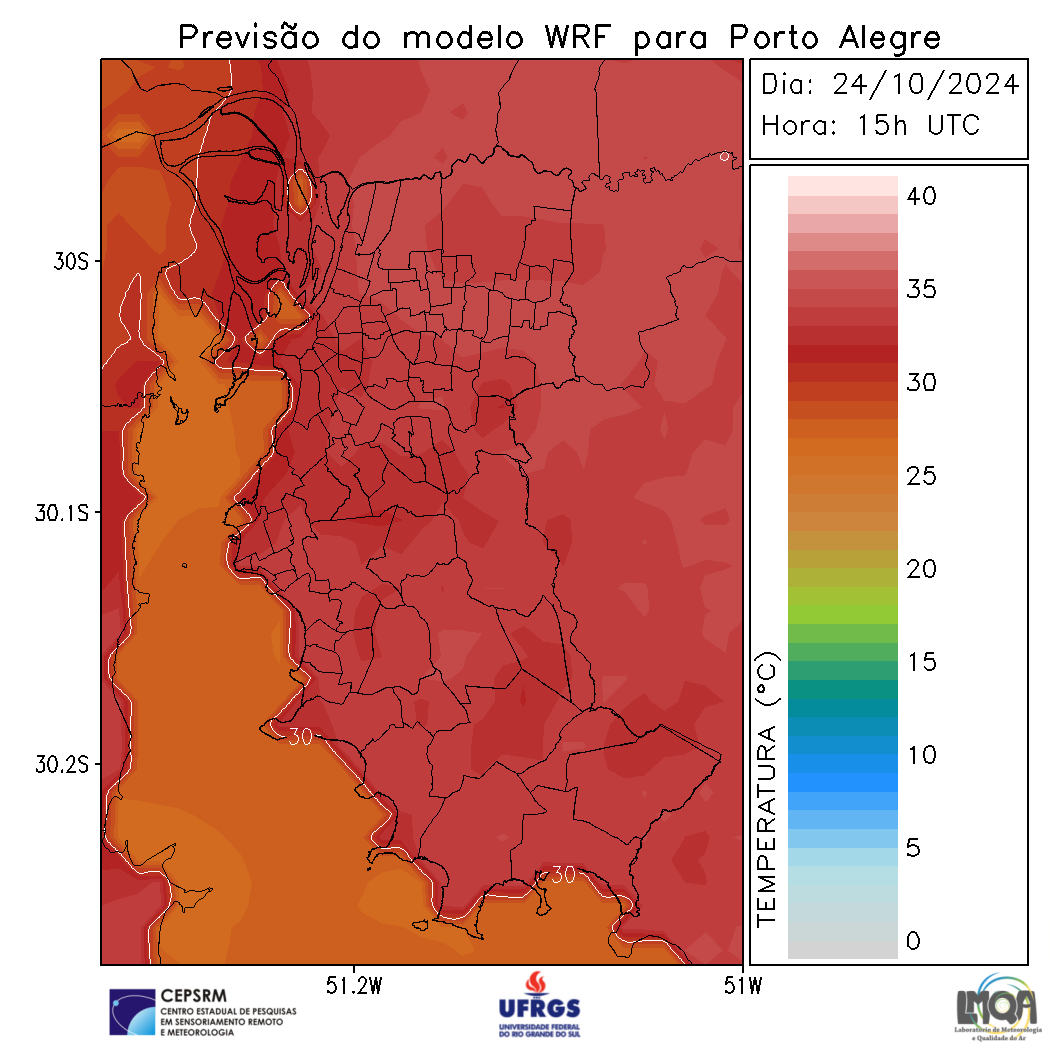 Previsão do modelo WRF para Porto Alegre
Dia: 24/10/2024
Hora: 15h UTC
40
35
30
25
20
15
10
5
0
TEMPERATURA (°C)
30S
30.1S
30.2S
30
30
51.2W
51W
CEPSRM
CENTRO ESTADUAL DE PESQUISAS
EM SENSORIAMENTO REMOTO
E METEOROLOGIA
UFRGS
UNIVERSIDADE FEDERAL
DO RIO GRANDE DO SUL
LMQA
Laboratório de Meteorologia
e Qualidade do Ar